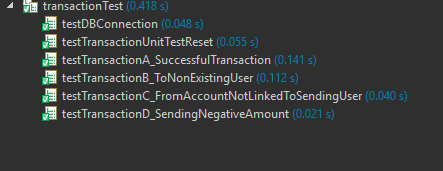 transactionTest (0.418 s)
testDBConnection (0.048 s)
testTransactionUnitTestReset (0.055 s)
testTransactionA_SuccessfulTransaction (0.141 s)
testTransactionB_ToNonExistingUser (0.112 s)
testTransactionC_FromAccountNotLinkedToSendingUser (0.040 s)
testTransactionD_SendingNegativeAmount (0.021 s)